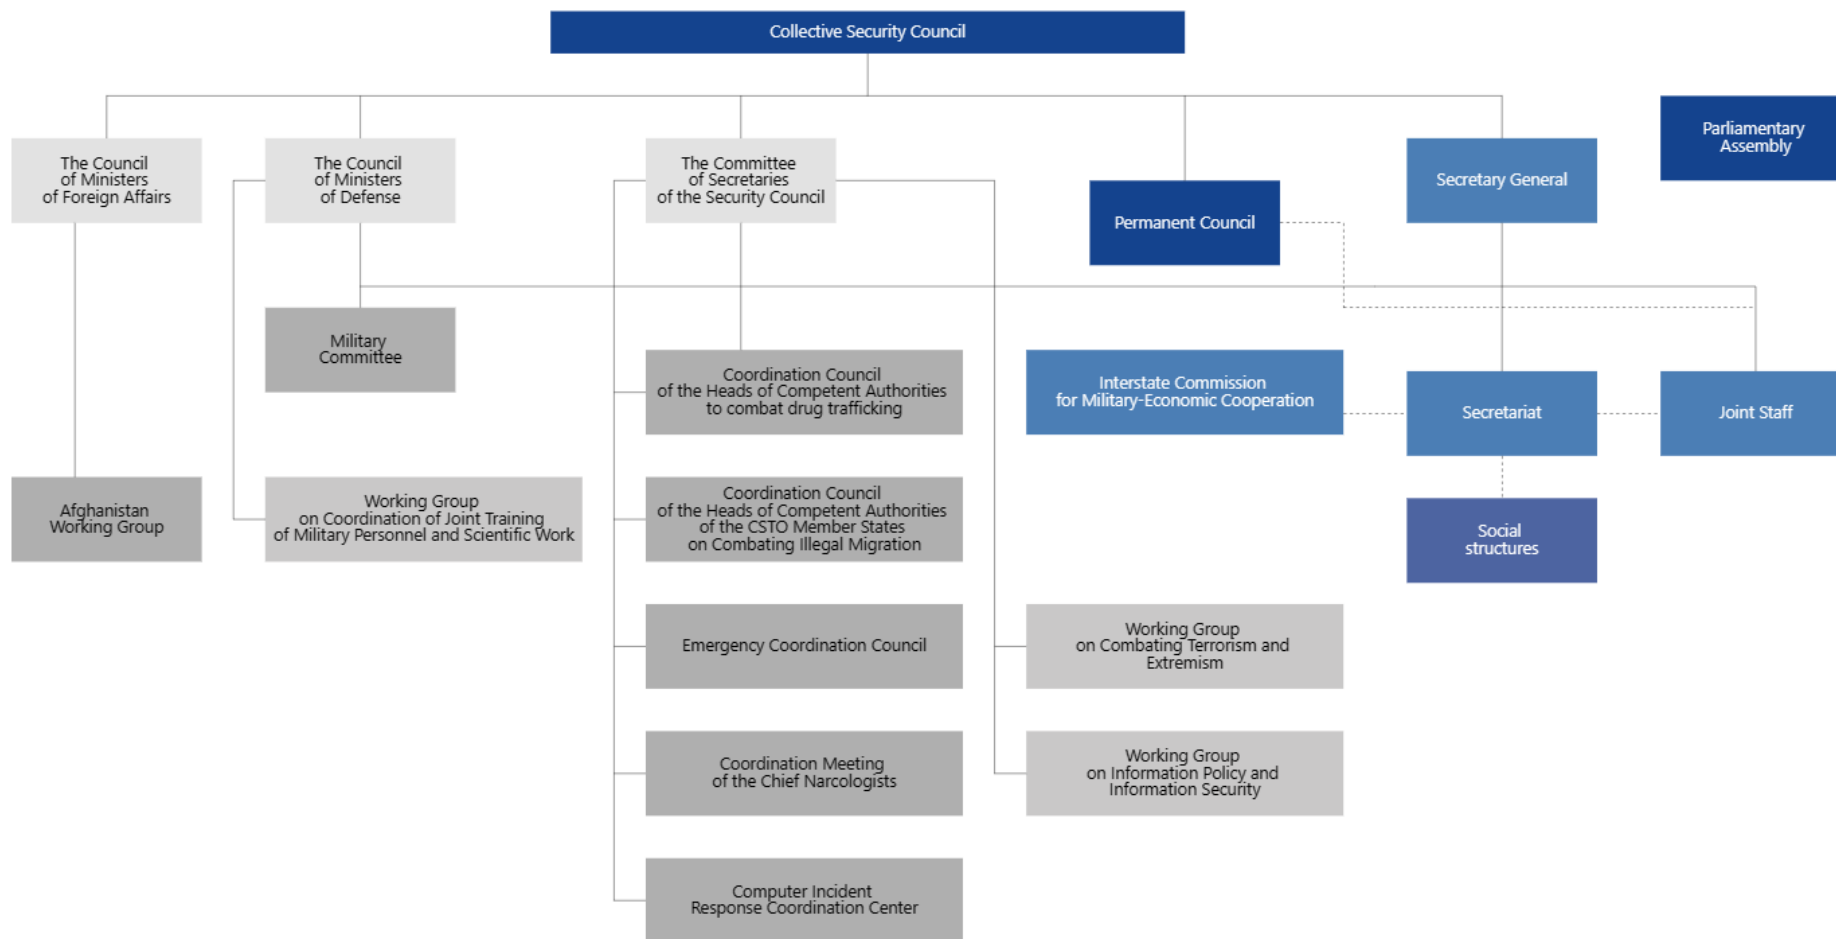 Collective Security Council
Parliamentary
Assembly
The Council
of Ministers
of Foreign Affairs
The Council
of Ministers
of Defense
The Committee
of Secretaries
of the Security Council
Permanent Council
Secretary General
Military
Committee
Coordination Council
of the Heads of Competent Authorities
to combat drug trafficking
Interstate Commission
for Military-Economic Cooperation
Secretariat
Joint Staff
Afghanistan
Working Group
Working Group
on Coordination of Joint Training
of Military Personnel and Scientific Work
Coordination Council
of the Heads of Competent Authorities
of the CSTO Member States
on Combating Illegal Migration
Social
structures
Emergency Coordination Council
Working Group
on Combating Terrorism and
Extremism
Coordination Meeting
of the Chief Narcologists
Working Group
on Information Policy and
Information Security
Computer Incident
Response Coordination Center